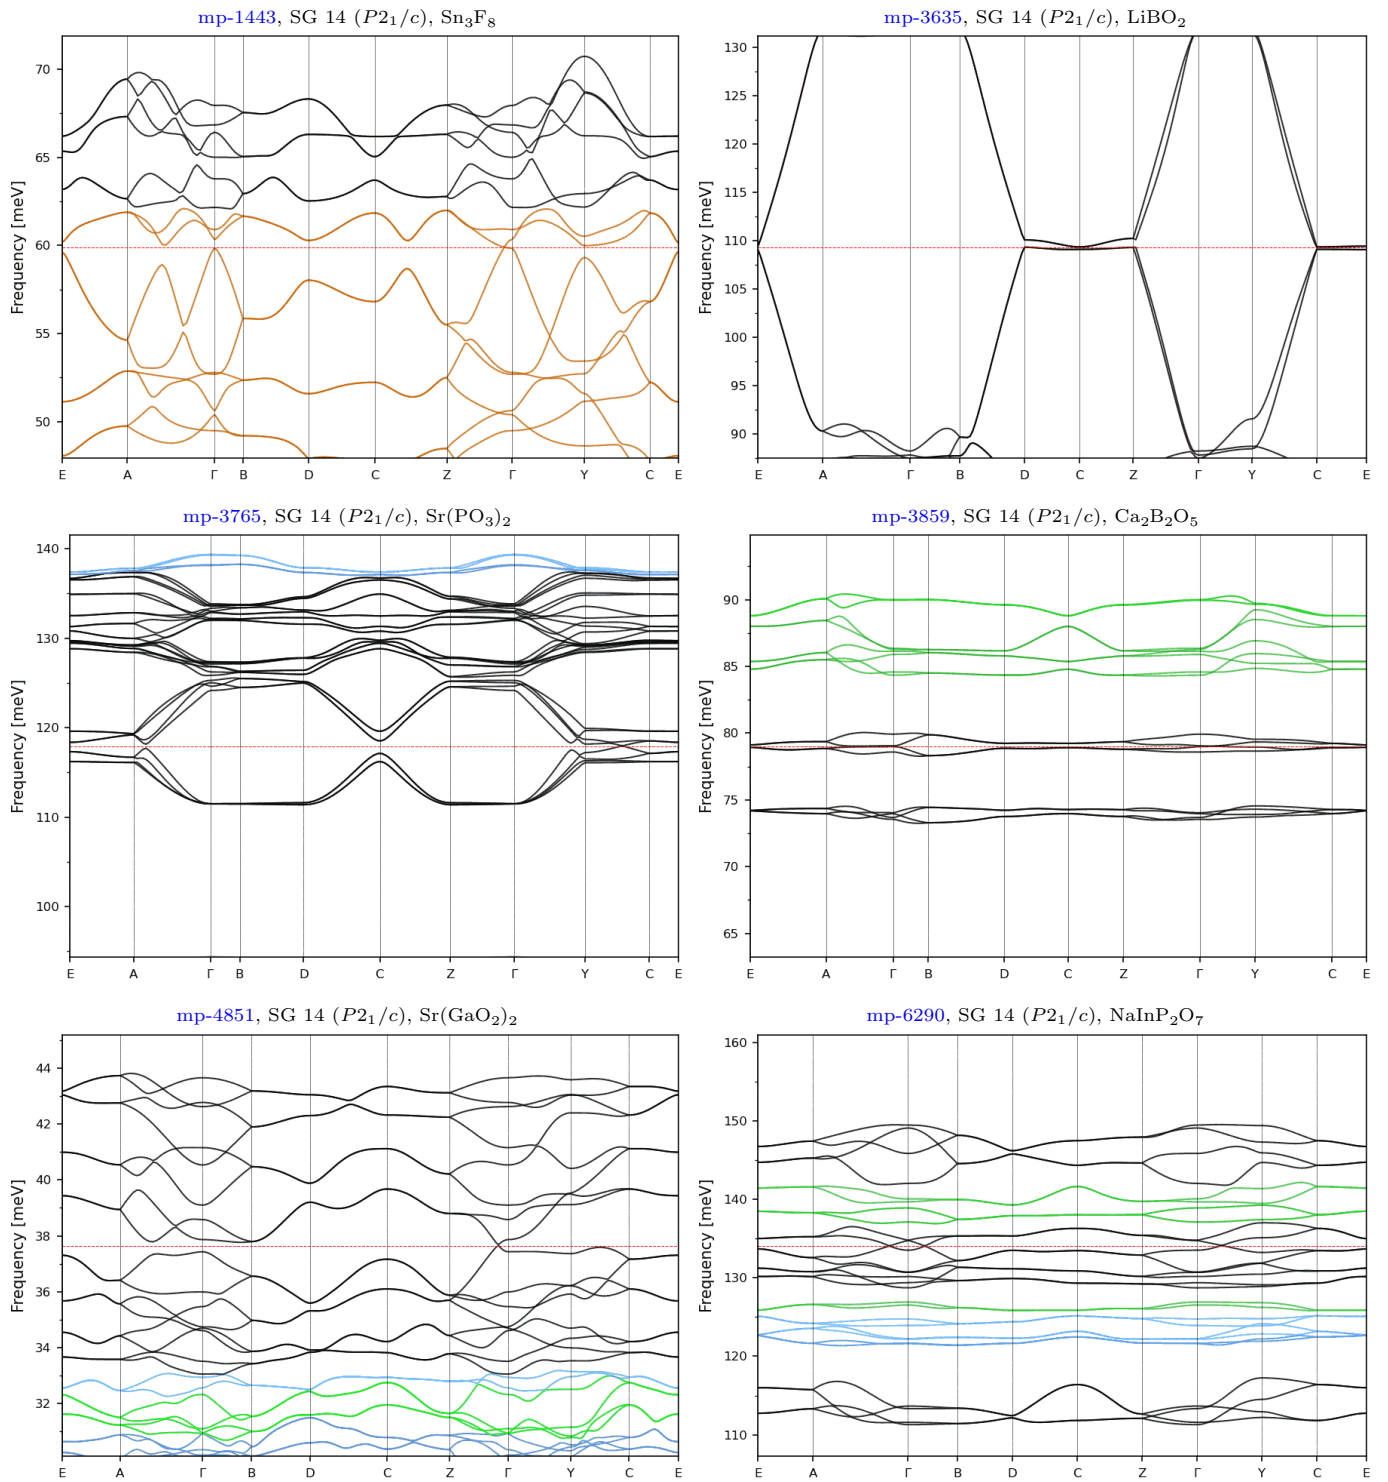 mp-1443, SG 14 (P2₁/c), Sn₃F₈
Frequency [meV]
70
65
60
55
50
E A Γ B D C Z Γ Y C E
mp-3635, SG 14 (P2₁/c), LiBO₂
Frequency [meV]
130
125
120
115
110
105
100
95
90
E A Γ B D C Z Γ Y C E
mp-3765, SG 14 (P2₁/c), Sr(PO₃)₂
Frequency [meV]
140
130
120
110
100
E A Γ B D C Z Γ Y C E
mp-3859, SG 14 (P2₁/c), Ca₂B₂O₅
Frequency [meV]
90
85
80
75
70
65
E A Γ B D C Z Γ Y C E
mp-4851, SG 14 (P2₁/c), Sr(GaO₂)₂
Frequency [meV]
44
42
40
38
36
34
32
E A Γ B D C Z Γ Y C E
mp-6290, SG 14 (P2₁/c), NaInP₂O₇
Frequency [meV]
160
150
140
130
120
110
E A Γ B D C Z Γ Y C E